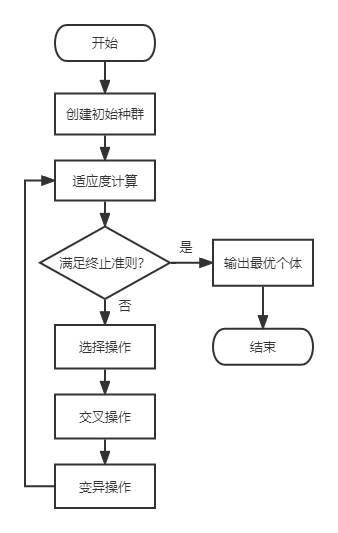 开始
创建初始种群
适应度计算
满足终止准则?
是
输出最优个体
否
结束
选择操作
交叉操作
变异操作